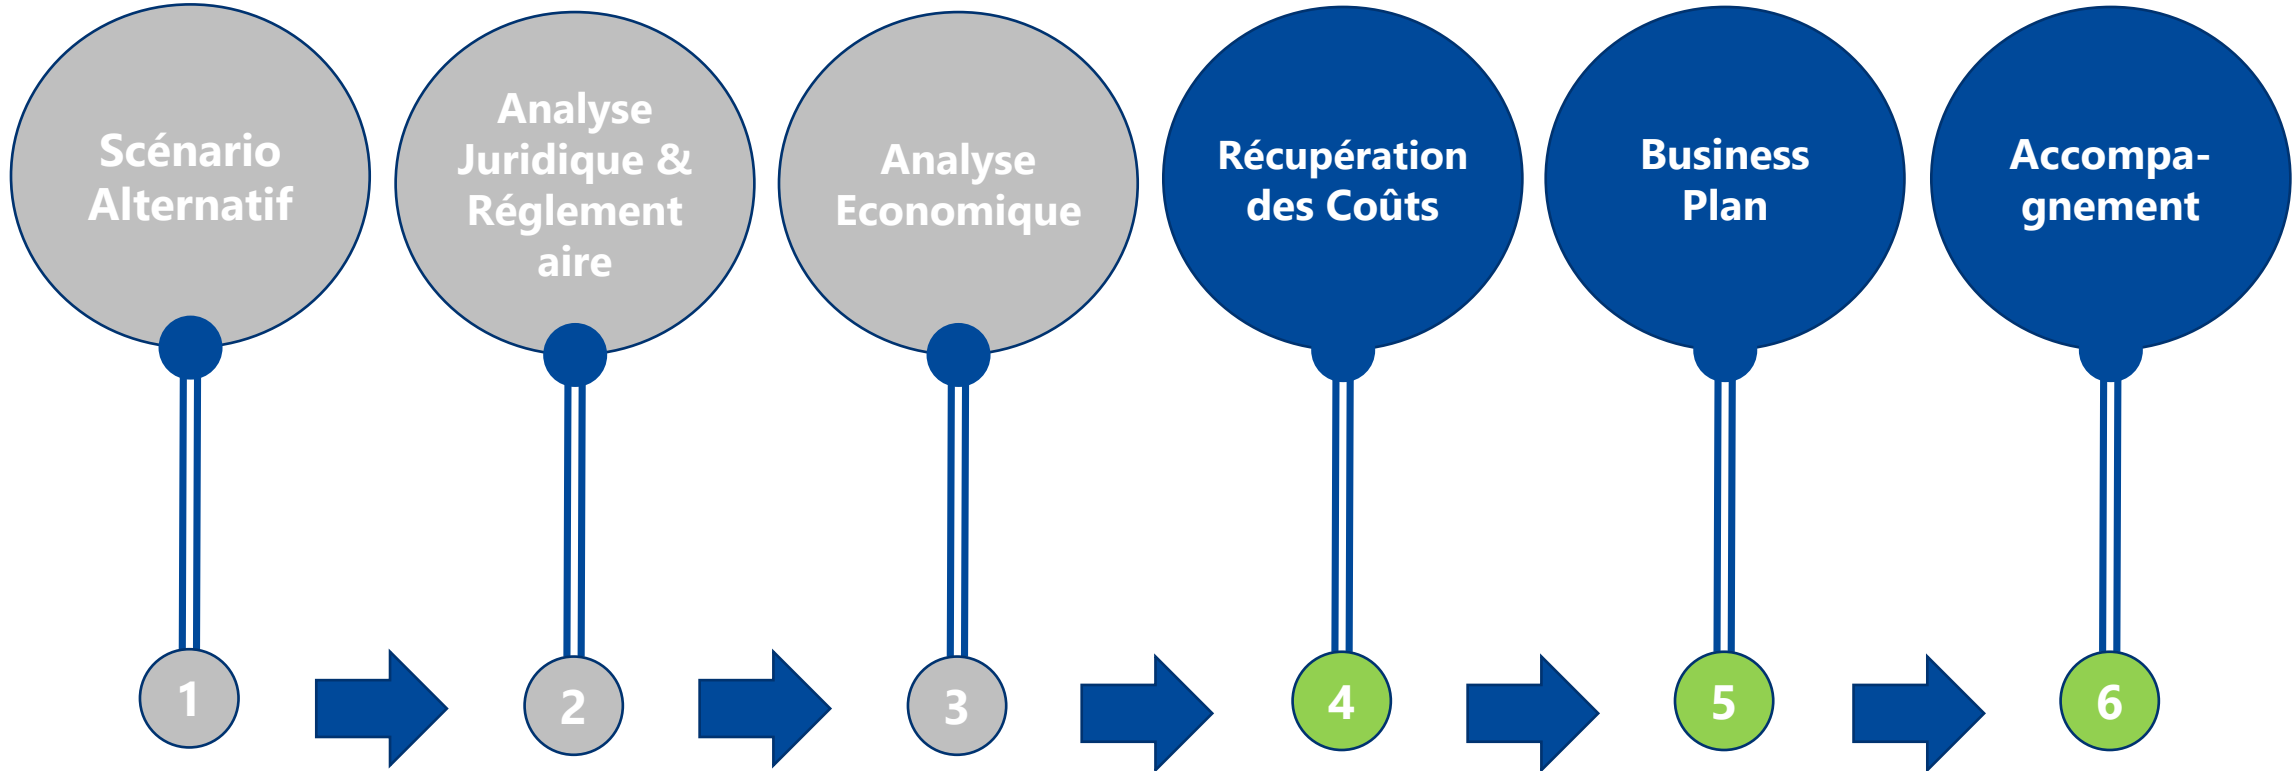 Scénario
Alternatif
Analyse
Juridique &
Réglement
aire
Analyse
Economique
Récupération
des Coûts
Business
Plan
Accompa-
gnement
1
2
3
4
5
6